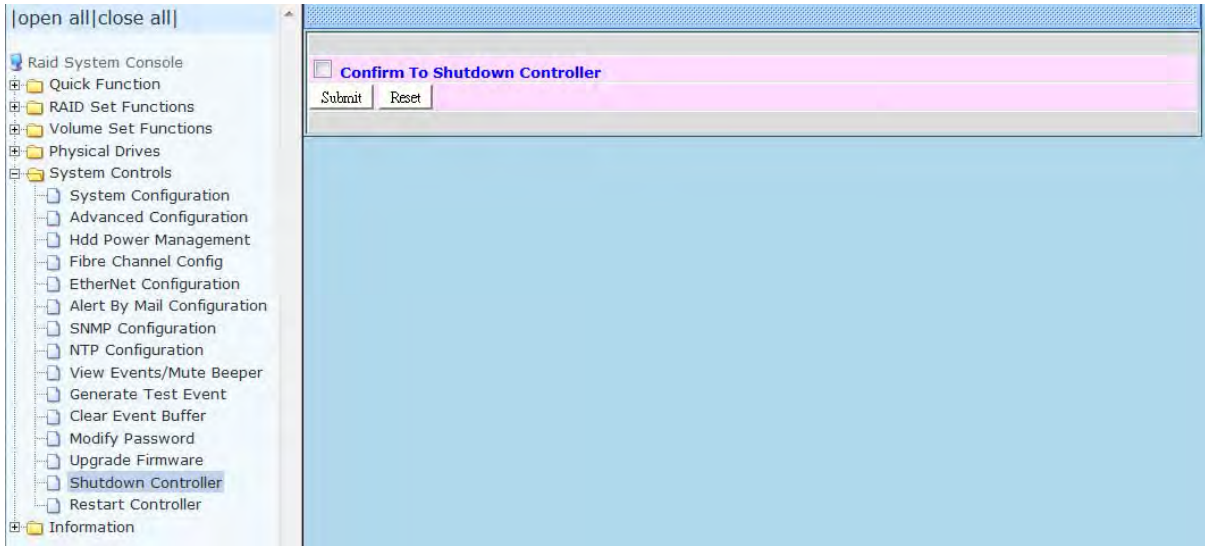 |open all|close all|
Raid System Console
Quick Function
RAID Set Functions
Volume Set Functions
Physical Drives
System Controls
System Configuration
Advanced Configuration
Hdd Power Management
Fibre Channel Config
EtherNet Configuration
Alert By Mail Configuration
SNMP Configuration
NTP Configuration
View Events/Mute Beeper
Generate Test Event
Clear Event Buffer
Modify Password
Upgrade Firmware
Shutdown Controller
Restart Controller
Information
Confirm To Shutdown Controller
Submit Reset